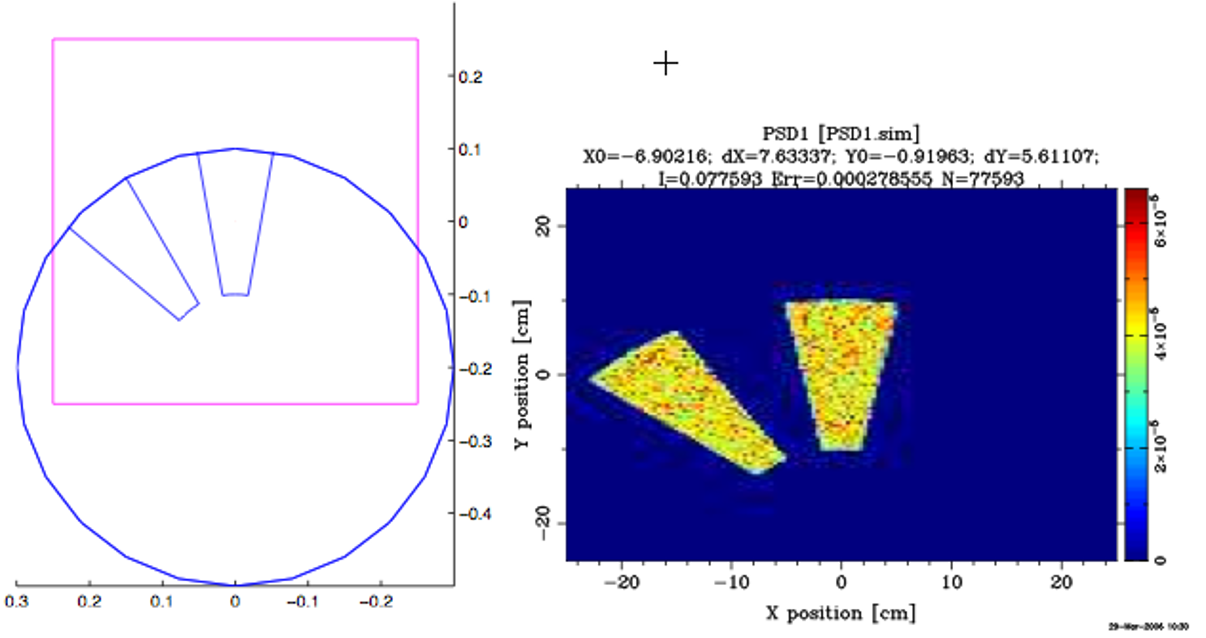 0.2
0.1
0
−0.1
−0.2
−0.3
−0.4
0.3 0.2 0.1 0 −0.1 −0.2
PSD1 [PSD1.sim]
X0=−6.90216; dX=7.63337; Y0=−0.91963; dY=5.61107;
I=0.077593 Err=0.000278555 N=77593
Y position [cm]
20
0
−20
−20 −10 0 10 20
X position [cm]
6×10⁻⁶
4×10⁻⁶
2×10⁻⁶
0